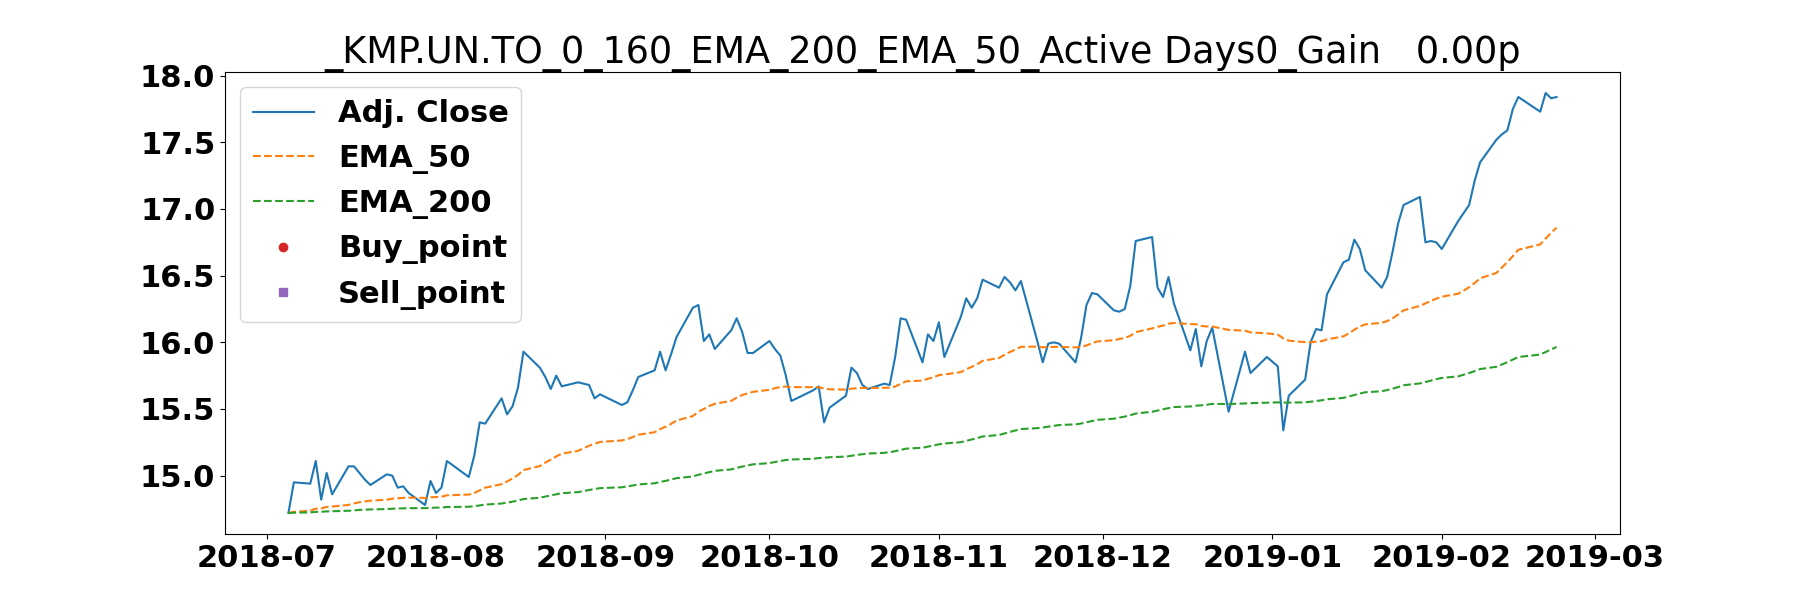 _KMP.UN.TO_0_160_EMA_200_EMA_50_Active Days0_Gain   0.00p
18.0
17.5
17.0
16.5
16.0
15.5
15.0
Adj. Close
EMA_50
EMA_200
Buy_point
Sell_point
2018-07 2018-08 2018-09 2018-10 2018-11 2018-12 2019-01 2019-02 2019-03